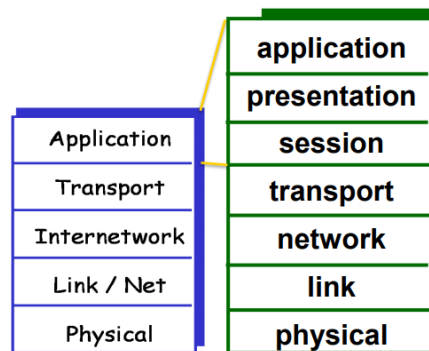 Application
Transport
Internetwork
Link / Net
Physical
application
presentation
session
transport
network
link
physical